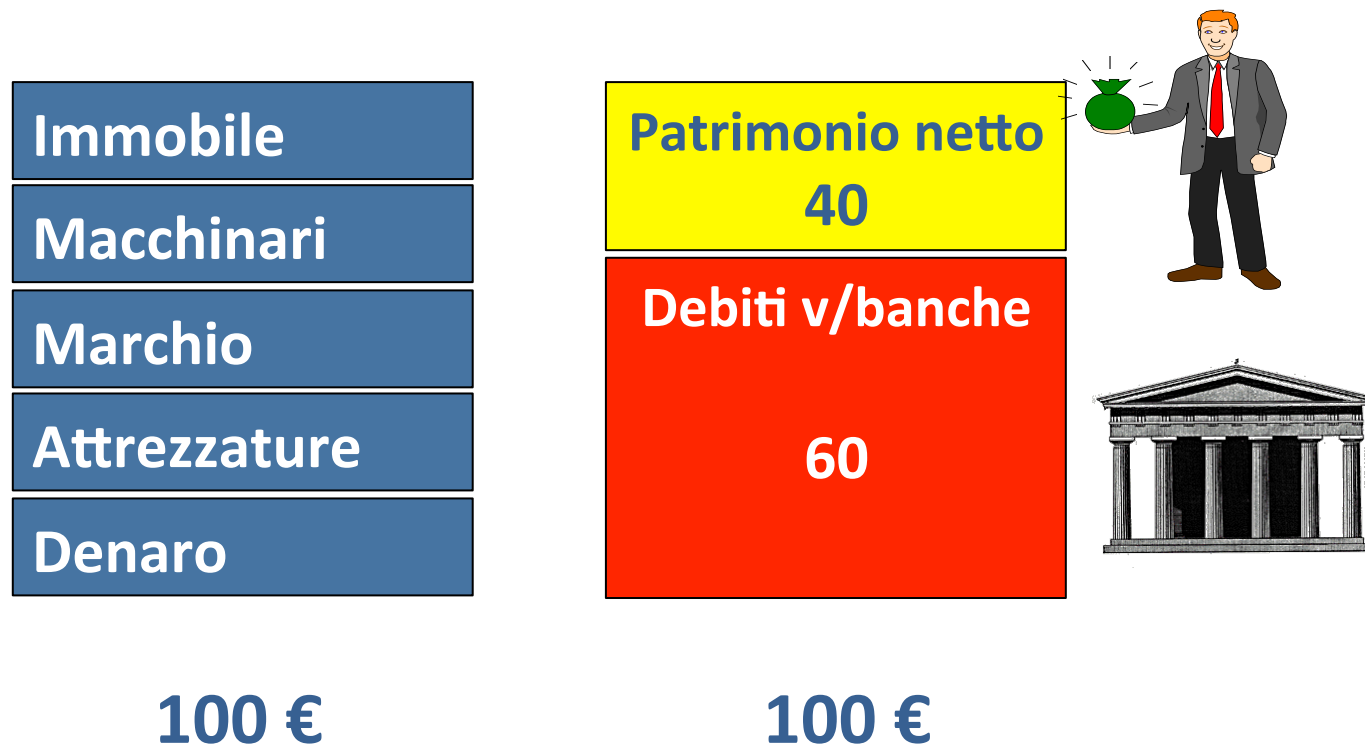 Immobile
Macchinari
Marchio
Attrezzature
Denaro
100 €
Patrimonio netto
40
Debiti v/banche
60
100 €